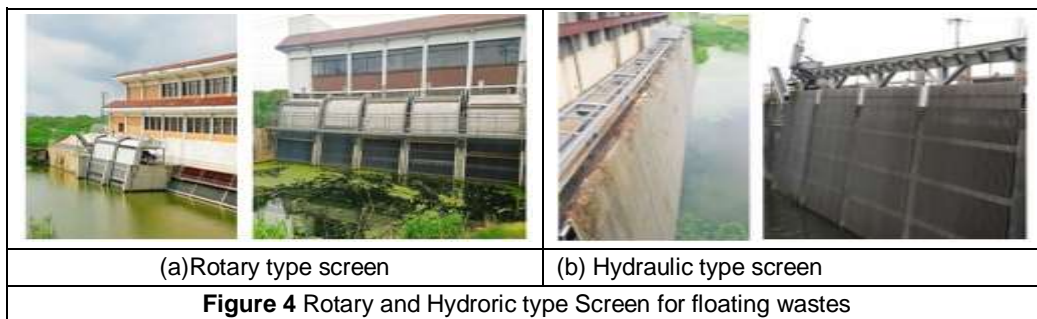 (a)Rotary type screen
(b) Hydraulic type screen
Figure 4 Rotary and Hydroric type Screen for floating wastes